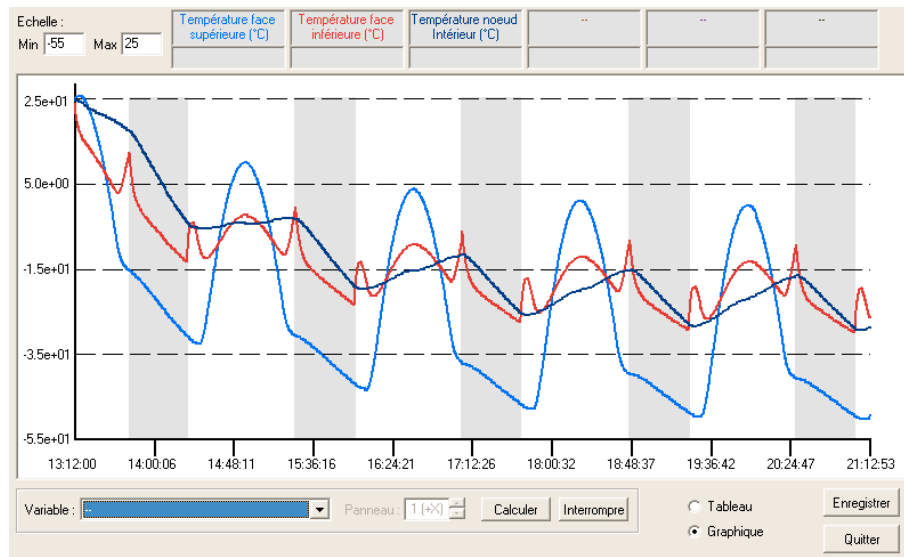 Echelle :
Min -55 Max 25
Température face supérieure (°C)
Température face inférieure (°C)
Température noeud Intérieur (°C)
--
--
--
2.5e+01
5.0e+00
-1.5e+01
-3.5e+01
-5.5e+01
13:12:00 14:00:06 14:48:11 15:36:16 16:24:21 17:12:26 18:00:32 18:48:37 19:36:42 20:24:47 21:12:53
Variable : -- Panneau : 1 (+X) Calculer Interrompre
Tableau
Graphique
Enregistrer
Quitter